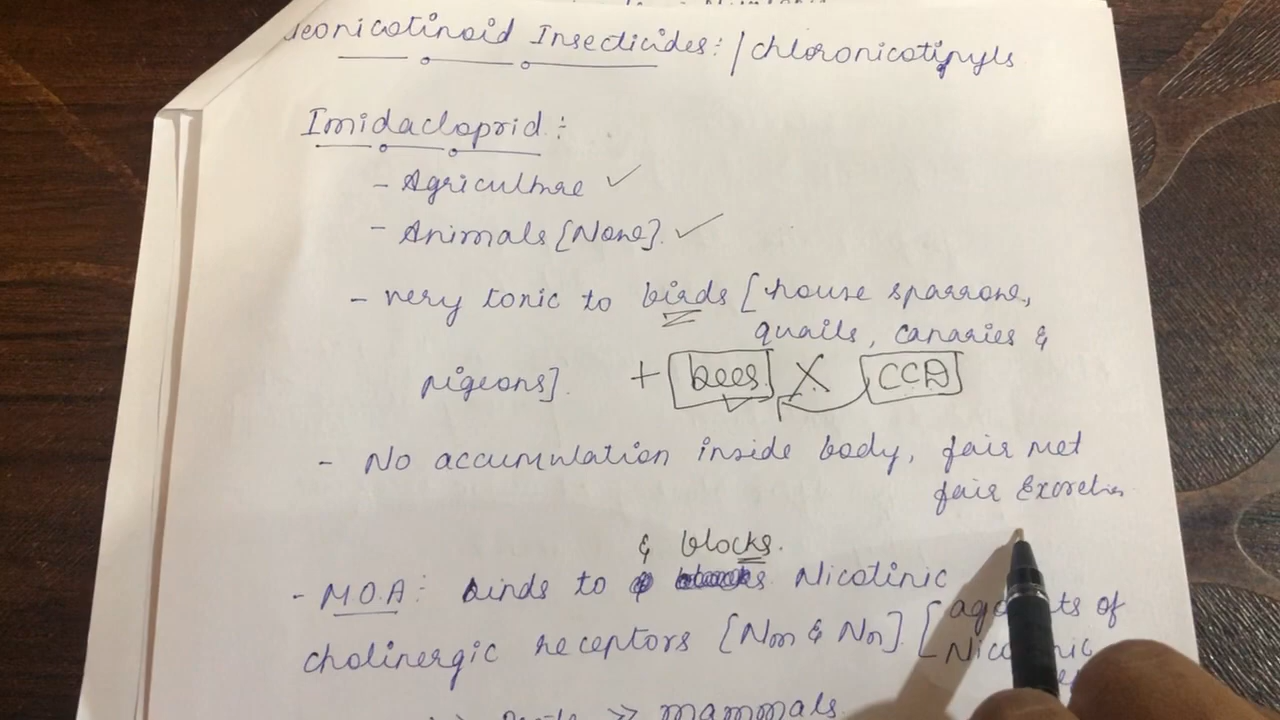 neonicotinoid Insecticides: / chloronicotinyls
Imidacloprid :
- Agriculture ✓
- Animals [None]. ✓
- very toxic to birds [house sparrow,
quails, canaries &
pigeons]. + bees X CCD
- No accumulation inside body, fair met
fair Excretion
& blocks.
- M.O.A: binds to Nicotinic
cholinergic receptors [Nm & Nn]. [agonists of
Nicotinic
>> mammals.